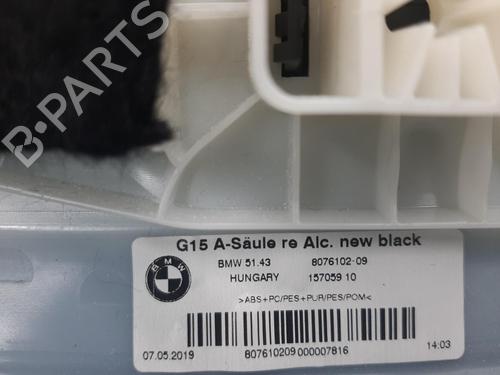 B-PARTS
G15 A-Säule re Alc. new black
BMW 51.43 8076102-09
HUNGARY 157059 10
>ABS+PC/PES+PUR/PES/POM<
07.05.2019 807610209000007816 14:03
BMW